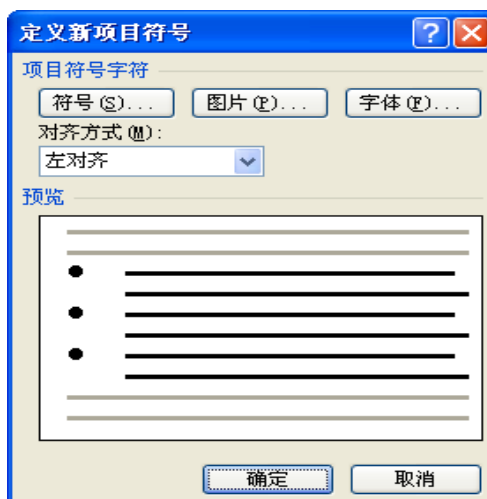 定义新项目符号
项目符号字符
符号(S)... 图片(P)... 字体(F)...
对齐方式(M):
左对齐
预览
确定 取消